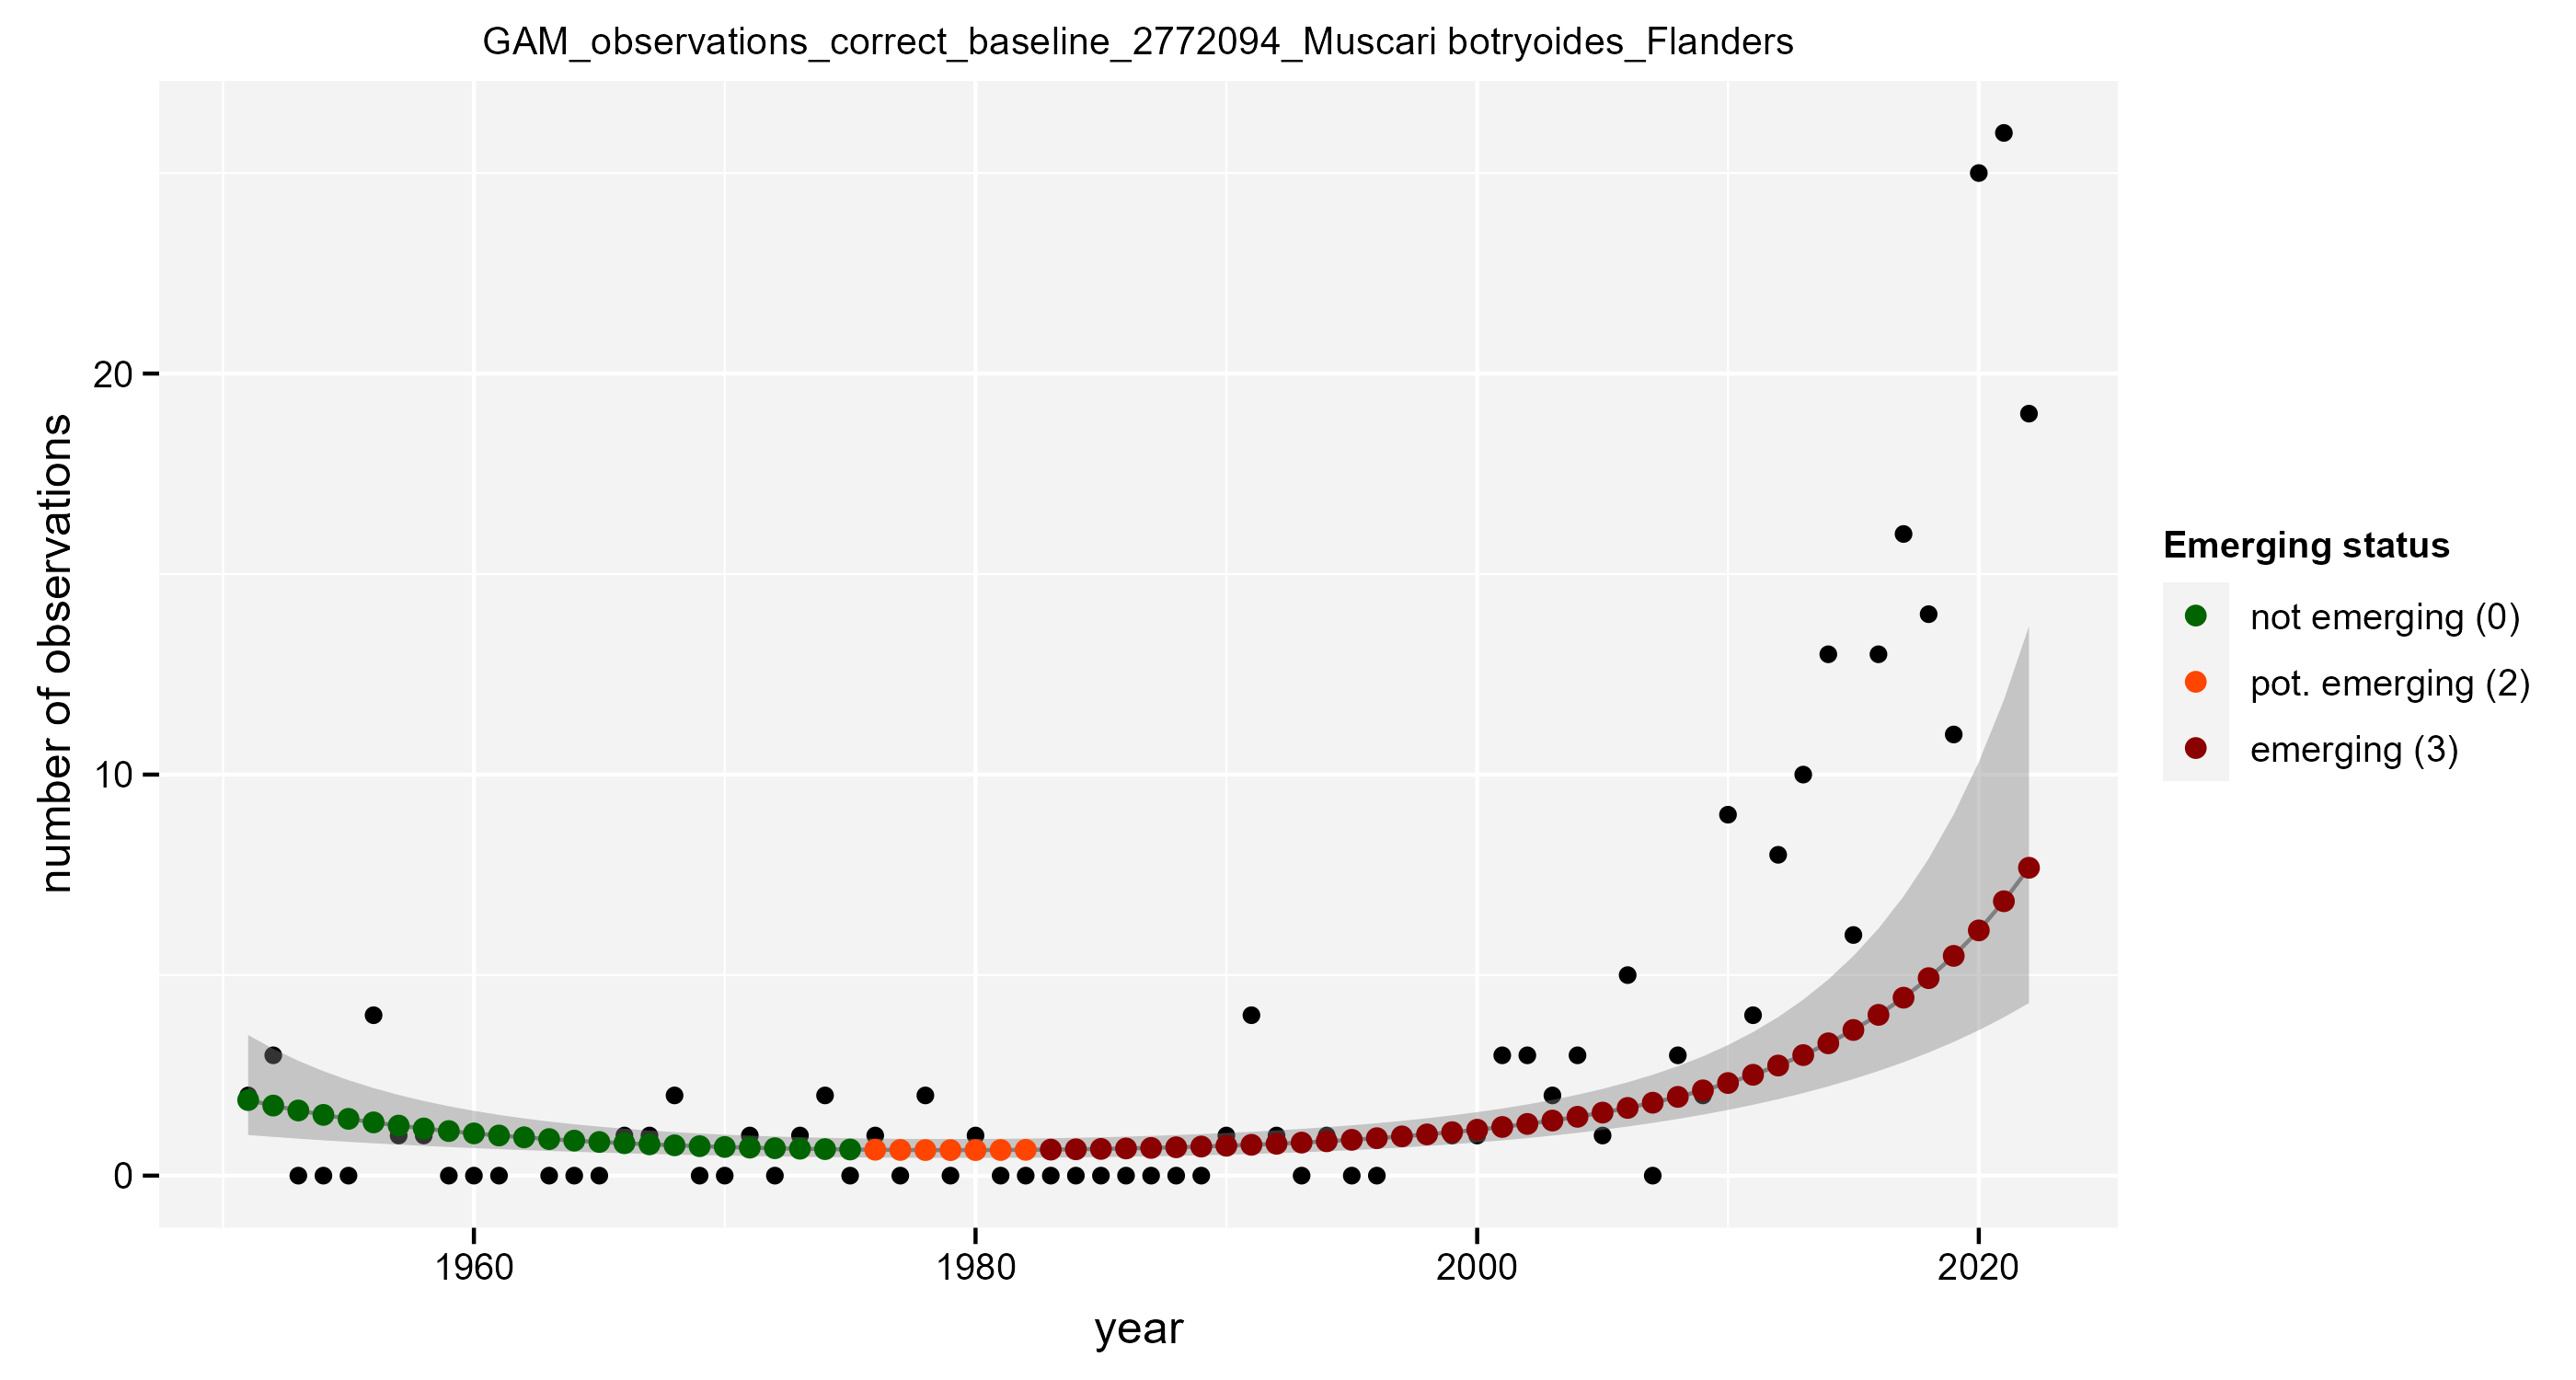 GAM_observations_correct_baseline_2772094_Muscari botryoides_Flanders
number of observations
20
10
0
1960
1980
2000
2020
year
Emerging status
not emerging (0)
pot. emerging (2)
emerging (3)